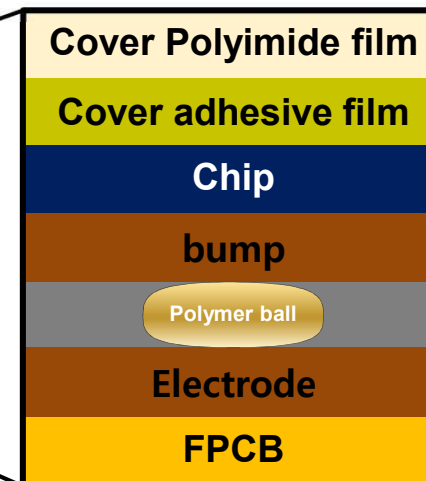 Cover Polyimide film
Cover adhesive film
Chip
bump
Polymer ball
Electrode
FPCB